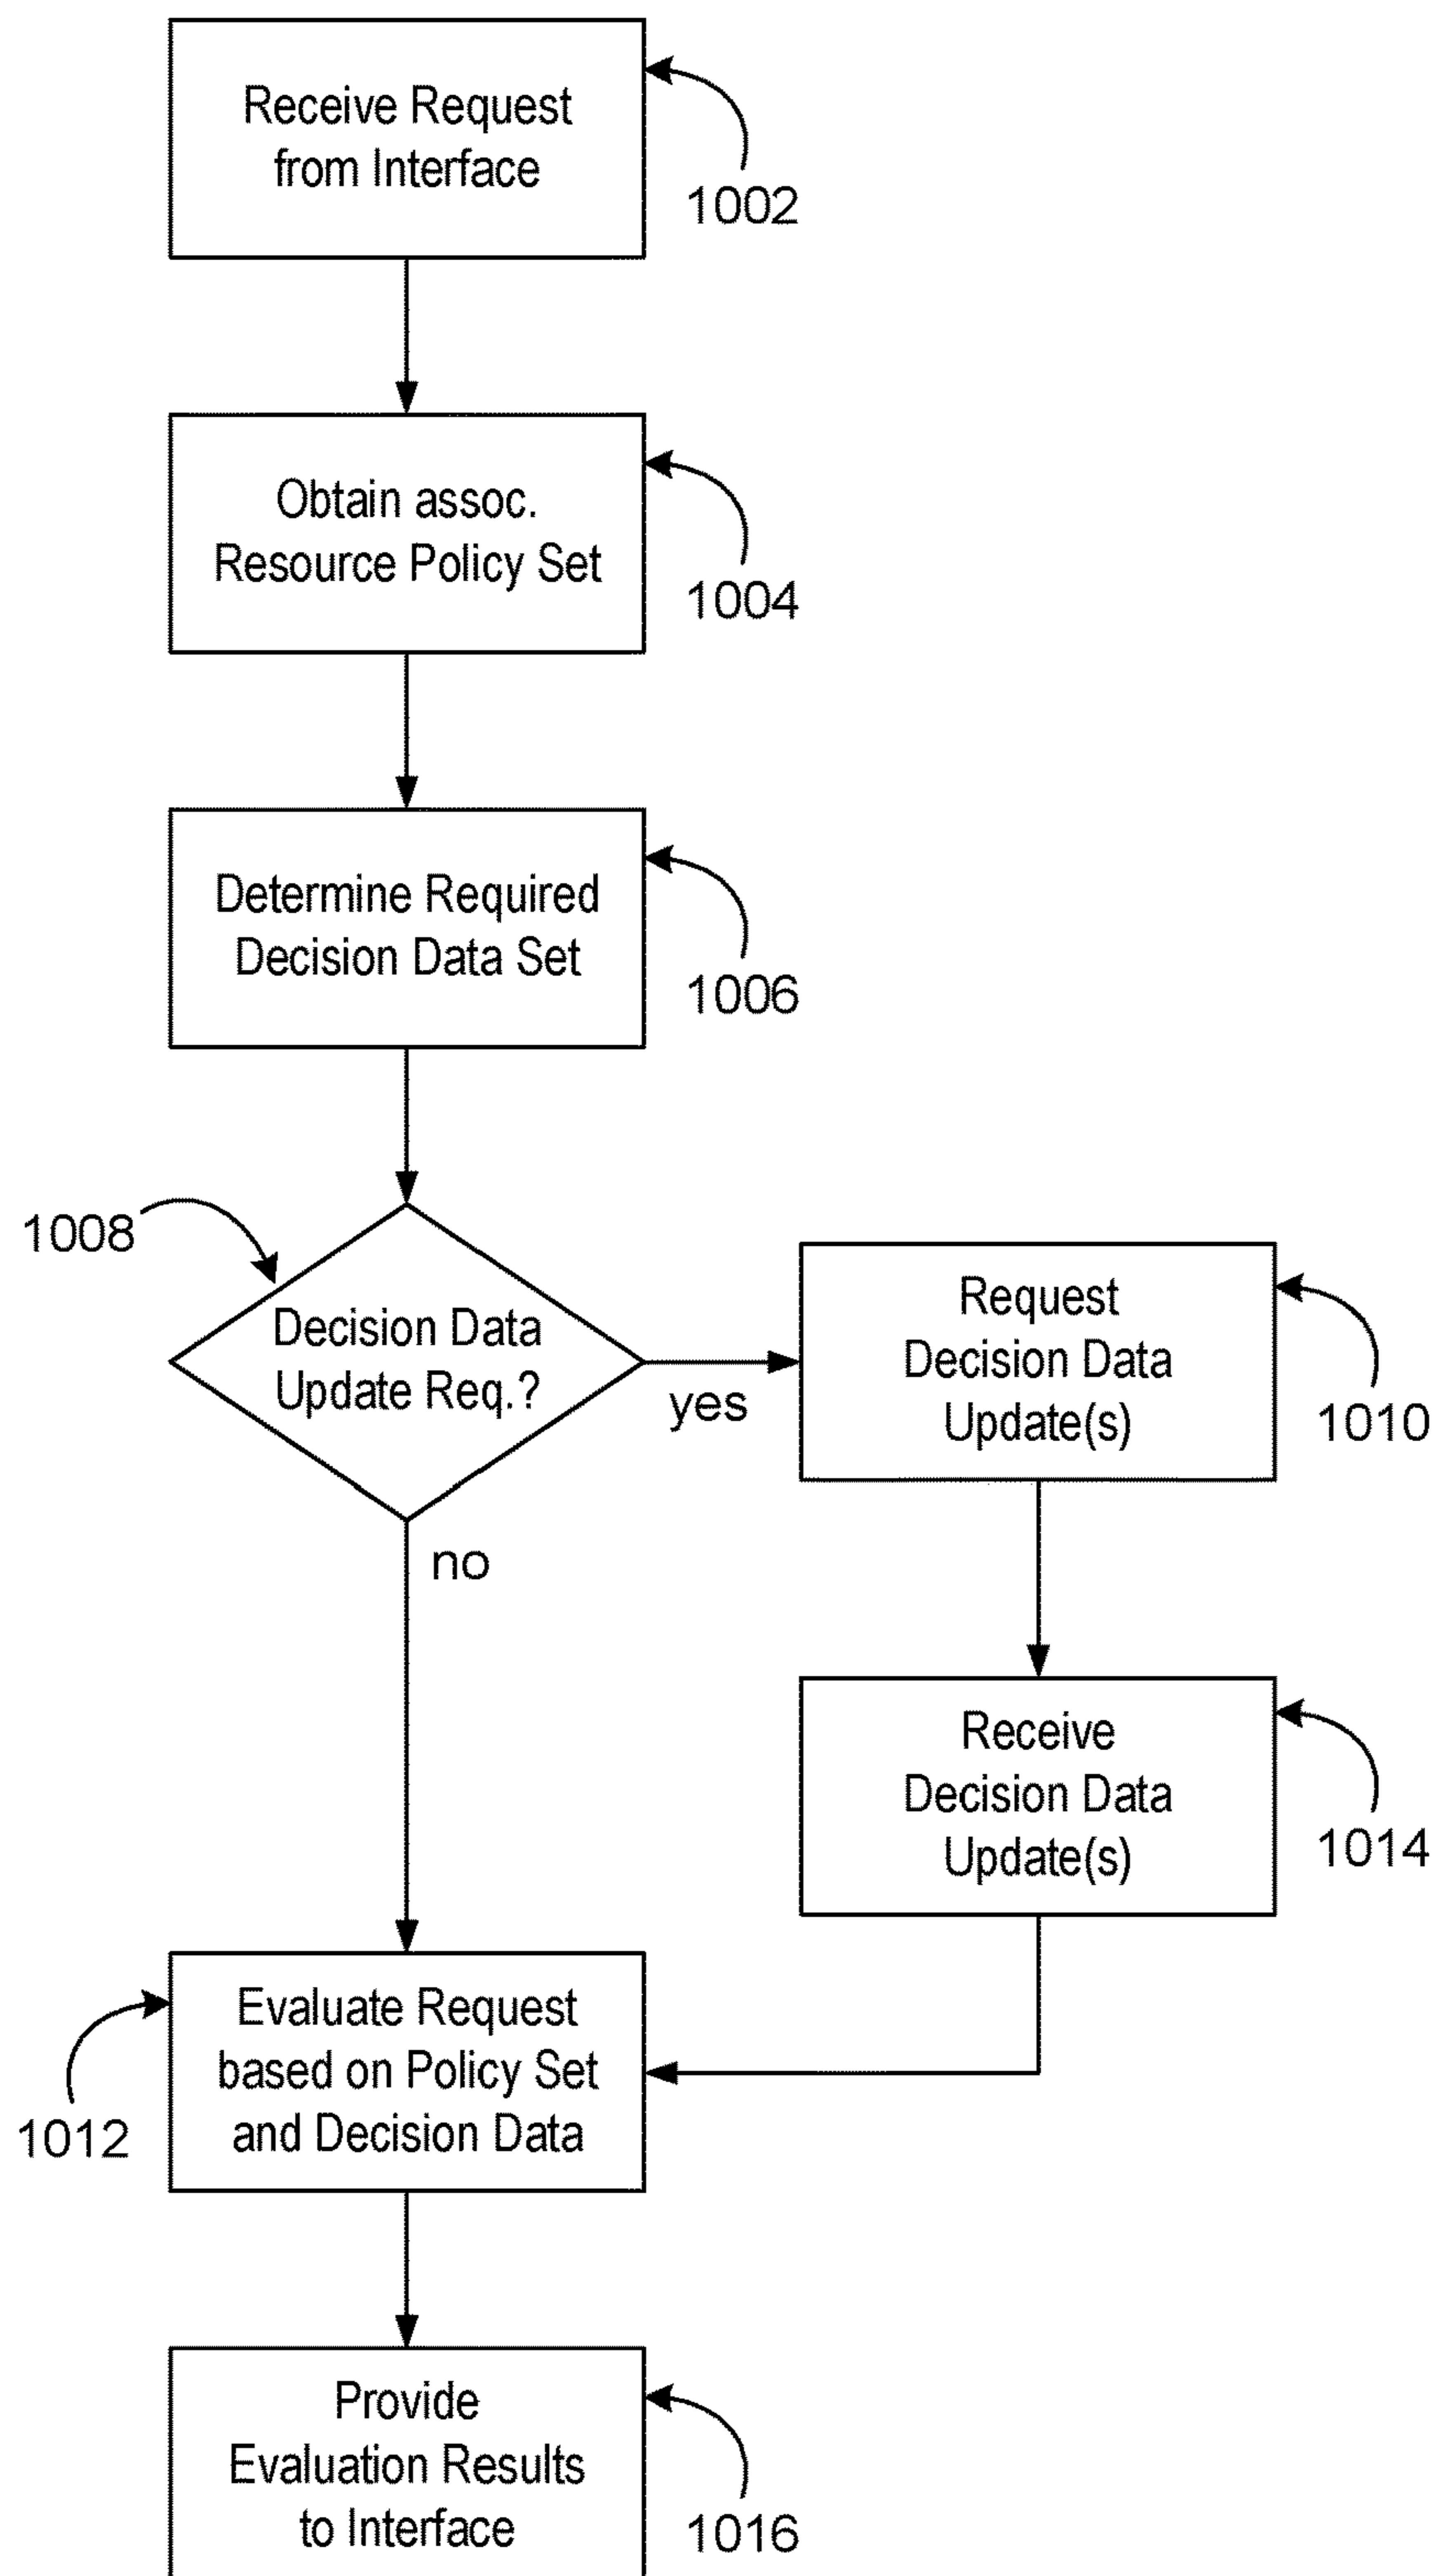 Receive Request
from Interface
1002
Obtain assoc.
Resource Policy Set
1004
Determine Required
Decision Data Set
1006
1008
Decision Data
Update Req.?
yes
no
Request
Decision Data
Update(s)
1010
Receive
Decision Data
Update(s)
1014
Evaluate Request
based on Policy Set
and Decision Data
1012
Provide
Evaluation Results
to Interface
1016